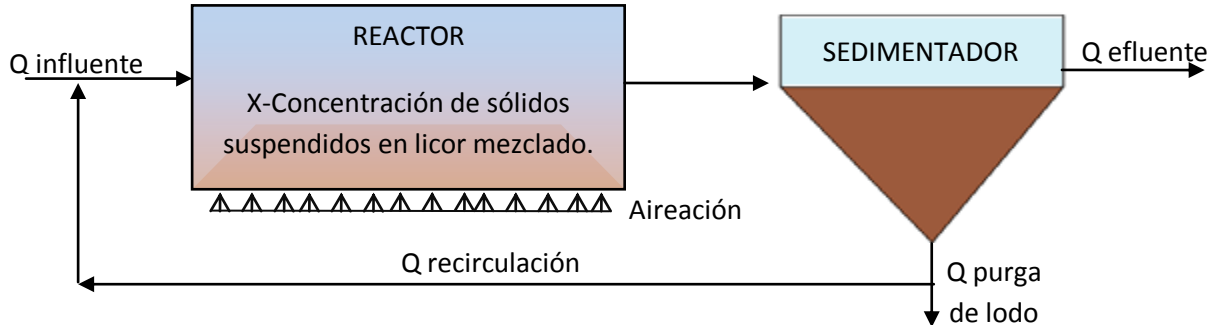 REACTOR
Q influente
X-Concentración de sólidos
suspendidos en licor mezclado.
SEDIMENTADOR
Q efluente
Aireación
Q recirculación
Q purga
de lodo